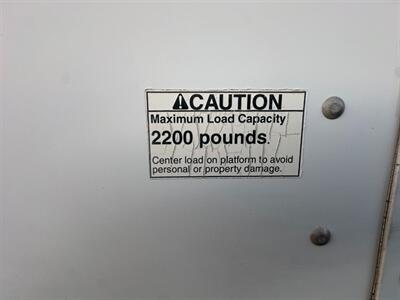 ⚠CAUTION
Maximum Load Capacity
2200 pounds.
Center load on platform to avoid
personal or property damage.